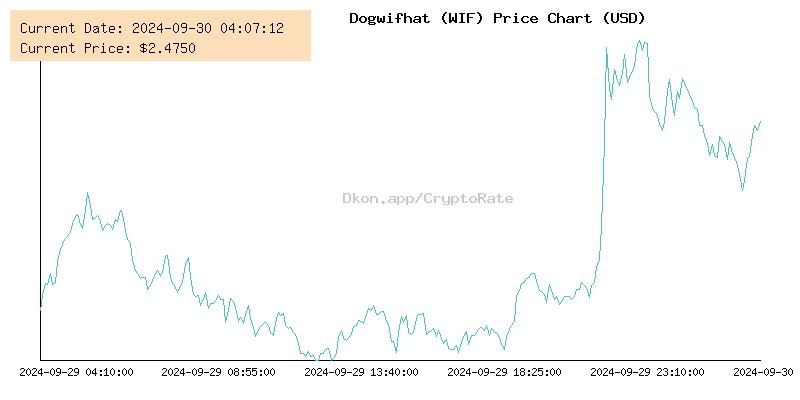 Dogwifhat (WIF) Price Chart (USD)
Current Date: 2024-09-30 04:07:12
Current Price: $2.4750
Dkon.app/CryptoRate
2024-09-29 04:10:00 2024-09-29 08:55:00 2024-09-29 13:40:00 2024-09-29 18:25:00 2024-09-29 23:10:00 2024-09-30